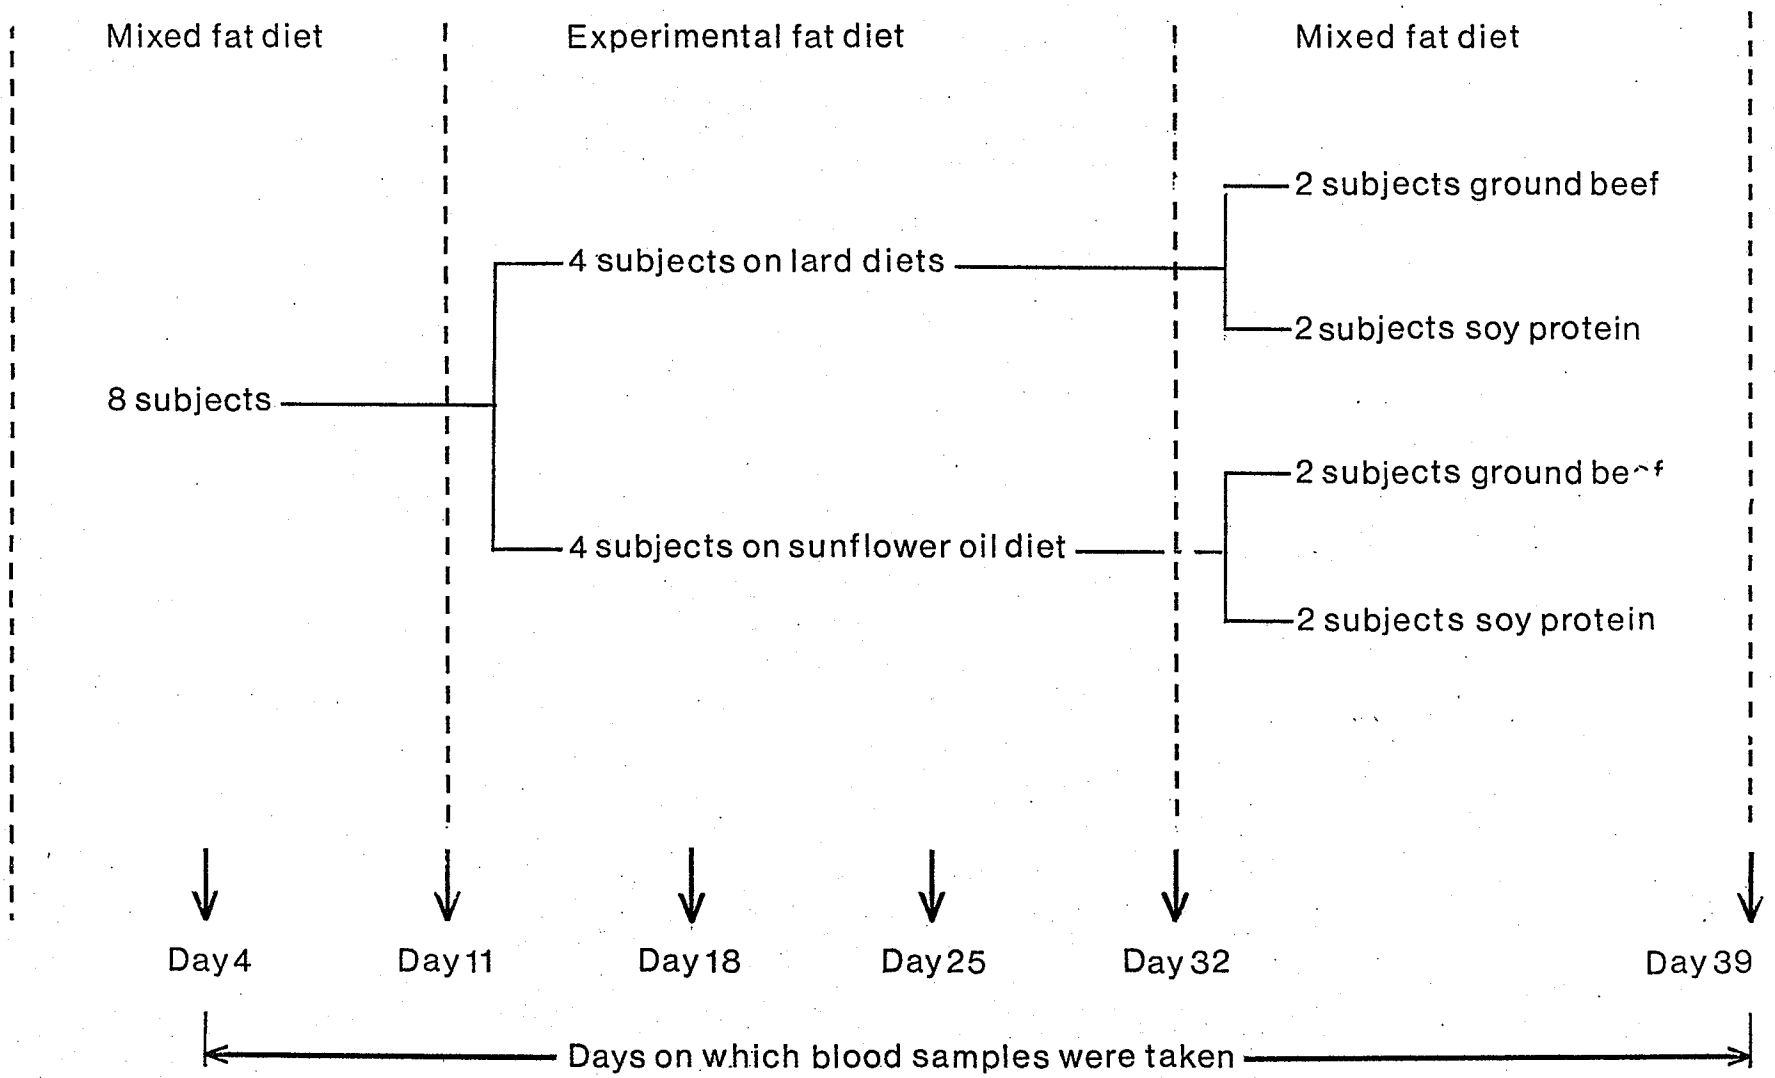 Mixed fat diet
Experimental fat diet
Mixed fat diet
2 subjects ground beef
4 subjects on lard diets
2 subjects soy protein
8 subjects
2 subjects ground
4 subjects on sunflower oil diet
2 subjects soy protein
Day 4
Day 11
Day 18
Day 25
Day 32
Day 39
Days on which blood samples were taken